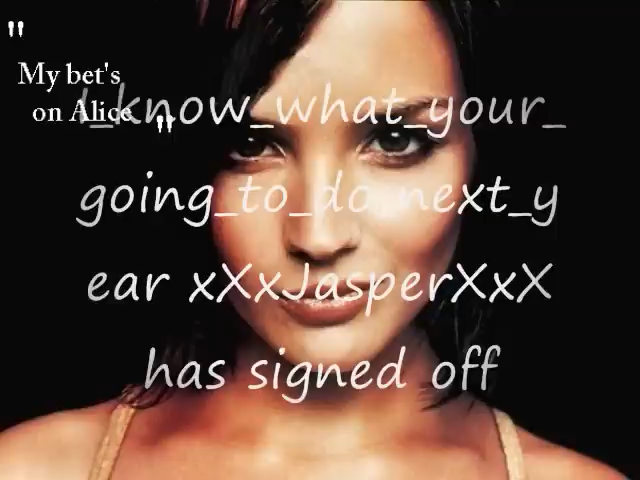 "
My bet's
on Alice "
I_know_what_your_
going_to_do_next_y
ear xXxJasperXxX
has signed off